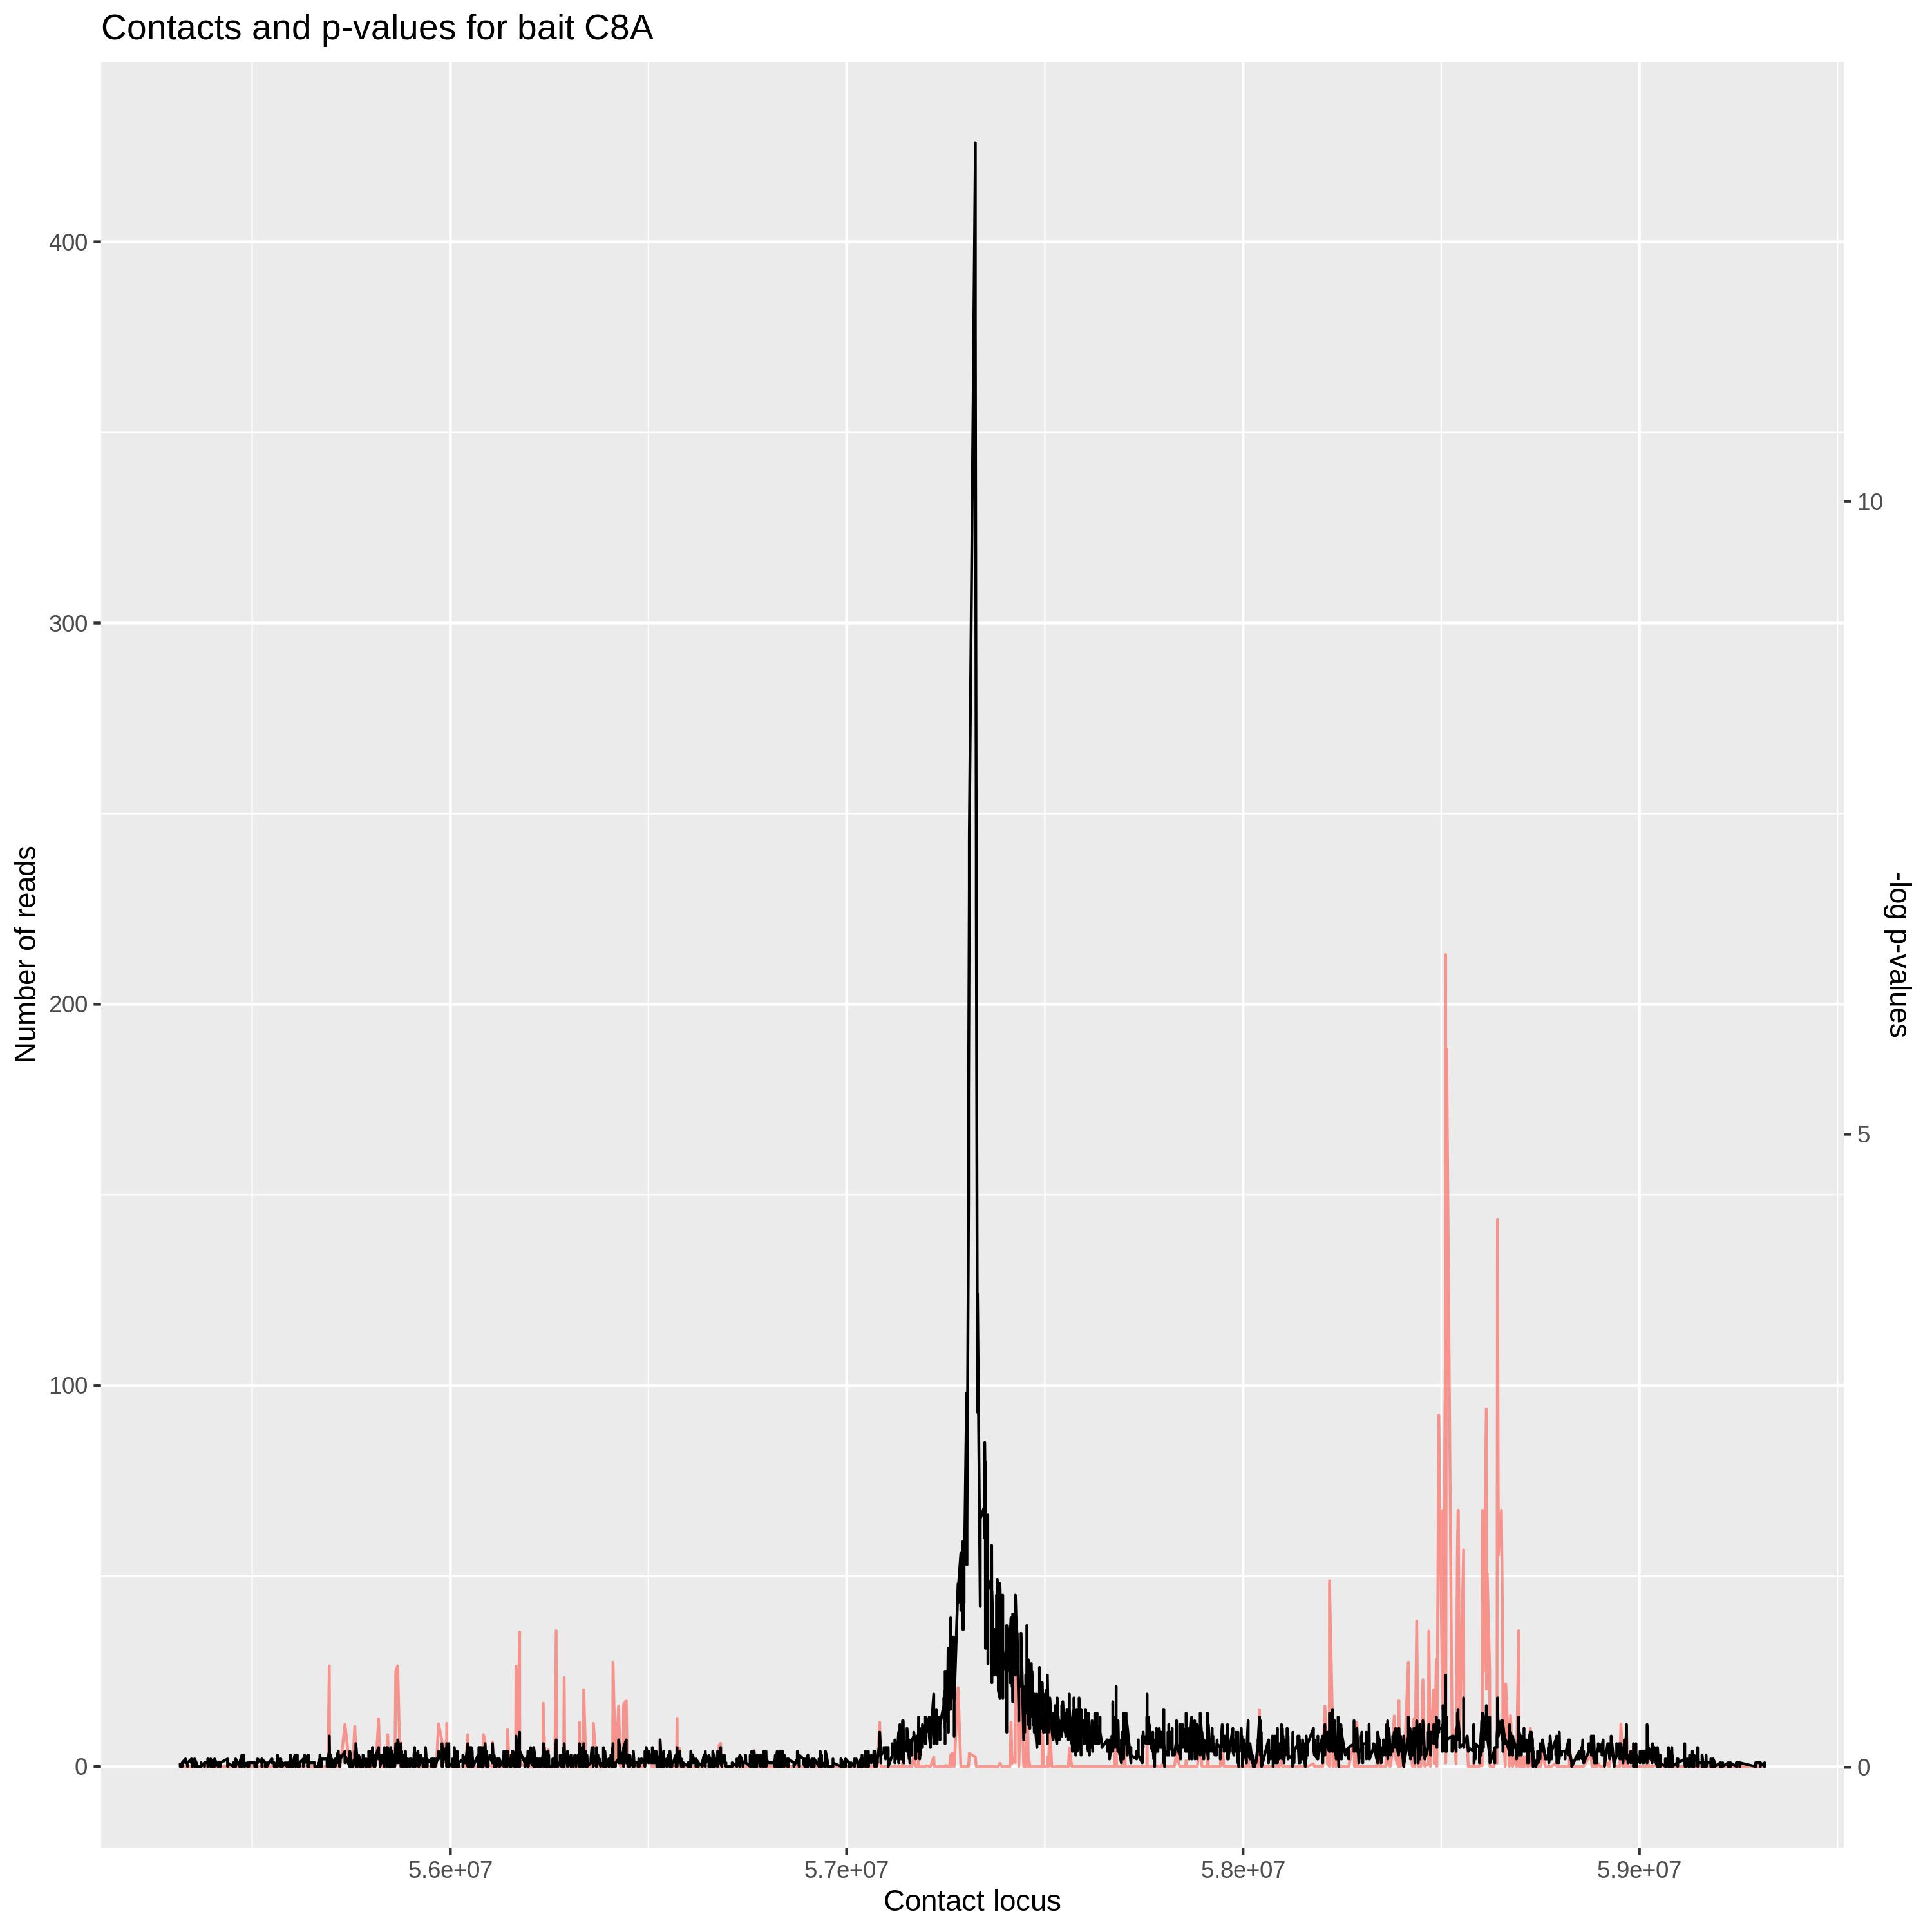 Contacts and p-values for bait C8A
400
300
200
100
0
10
5
0
Number of reads
-log p-values
5.6e+07
5.7e+07
5.8e+07
5.9e+07
Contact locus